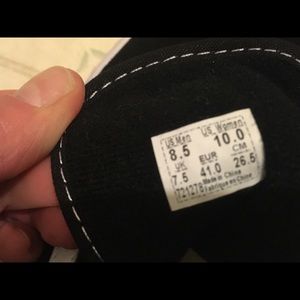 US Men US Women
8.5 10.0
UK EUR CM
7.5 41.0 26.5
721278 Made in China
Fabriqué en Chine